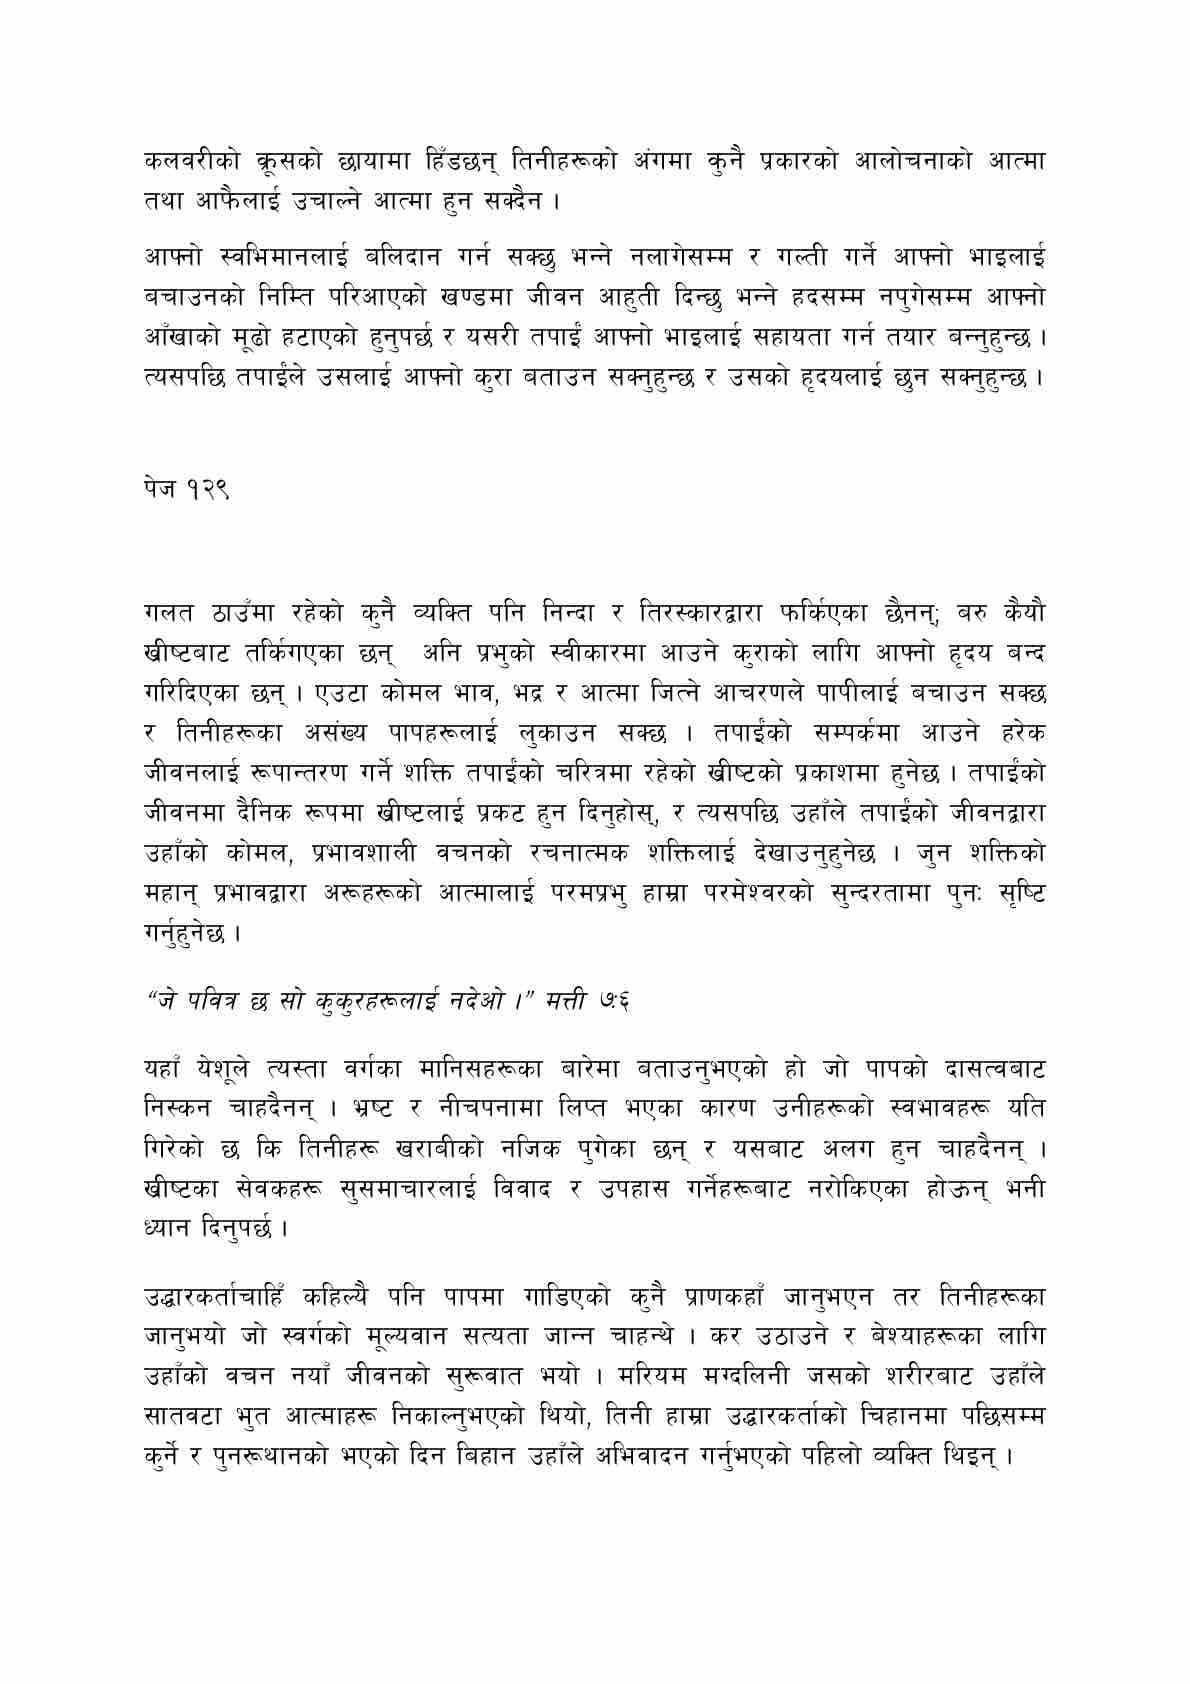 कलवरीको क्रूसको छायामा हिँडछन् तिनीहरूको अंगमा कुनै प्रकारको आलोचनाको आत्मा
तथा आफैलाई उचाल्ने आत्मा हुन सक्दैन ।
आफ्नो स्वभिमानलाई बलिदान गर्न सक्छु भन्ने नलागेसम्म र गल्ती गर्ने आफ्नो भाइलाई
बचाउनको निम्ति परिआएको खण्डमा जीवन आहुती दिन्छु भन्ने हदसम्म नपुगेसम्म आफ्नो
आँखाको मूढो हटाएको हुनुपर्छ र यसरी तपाईं आफ्नो भाइलाई सहायता गर्न तयार बन्नुहुन्छ ।
त्यसपछि तपाईंले उसलाई आफ्नो कुरा बताउन सक्नुहुन्छ र उसको हृदयलाई छुन सक्नुहुन्छ ।
पेज १२९
गलत ठाउँमा रहेको कुनै व्यक्ति पनि निन्दा र तिरस्कारद्वारा फर्किएका छैनन्; बरु कैयौ
ख्रीष्टबाट तर्किगएका छन् अनि प्रभुको स्वीकारमा आउने कुराको लागि आफ्नो हृदय बन्द
गरिदिएका छन् । एउटा कोमल भाव, भद्र र आत्मा जित्ने आचरणले पापीलाई बचाउन सक्छ
र तिनीहरूका असंख्य पापहरूलाई लुकाउन सक्छ । तपाईंको सम्पर्कमा आउने हरेक
जीवनलाई रूपान्तरण गर्ने शक्ति तपाईंको चरित्रमा रहेको ख्रीष्टको प्रकाशमा हुनेछ । तपाईंको
जीवनमा दैनिक रूपमा ख्रीष्टलाई प्रकट हुन दिनुहोस्, र त्यसपछि उहाँले तपाईंको जीवनद्वारा
उहाँको कोमल, प्रभावशाली वचनको रचनात्मक शक्तिलाई देखाउनुहुनेछ । जुन शक्तिको
महान् प्रभावद्वारा अरूहरूको आत्मालाई परमप्रभु हाम्रा परमेश्वरको सुन्दरतामा पुनः सृष्टि
गर्नुहुनेछ ।
“जे पवित्र छ सो कुकुरहरूलाई नदेओ ।” मत्ती ७:६
यहाँ येशूले त्यस्ता वर्गका मानिसहरूका बारेमा बताउनुभएको हो जो पापको दासत्वबाट
निस्कन चाहदैनन् । भ्रष्ट र नीचपनामा लिप्त भएका कारण उनीहरूको स्वभावहरू यति
गिरेको छ कि तिनीहरू खराबीको नजिक पुगेका छन् र यसबाट अलग हुन चाहदैनन् ।
ख्रीष्टका सेवकहरू सुसमाचारलाई विवाद र उपहास गर्नेहरूबाट नरोकिएका होऊन् भनी
ध्यान दिनुपर्छ ।
उद्धारकर्ताचाहिँ कहिल्यै पनि पापमा गाडिएको कुनै प्राणकहाँ जानुभएन तर तिनीहरूका
जानुभयो जो स्वर्गको मूल्यवान सत्यता जान्न चाहन्थे । कर उठाउने र बेश्याहरूका लागि
उहाँको वचन नयाँ जीवनको सुरूवात भयो । मरियम मग्दलिनी जसको शरीरबाट उहाँले
सातवटा भुत आत्माहरू निकाल्नुभएको थियो, तिनी हाम्रा उद्धारकर्ताको चिहानमा पछिसम्म
कुर्ने र पुनरूथानको भएको दिन बिहान उहाँले अभिवादन गर्नुभएको पहिलो व्यक्ति थिइन् ।